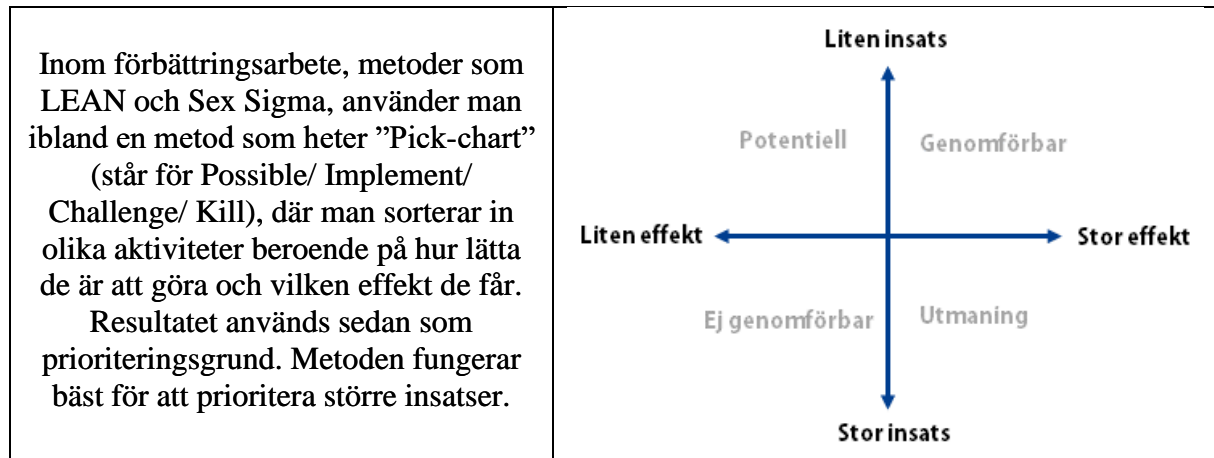 Inom förbättringsarbete, metoder som
LEAN och Sex Sigma, använder man
ibland en metod som heter ”Pick-chart”
(står för Possible/ Implement/
Challenge/ Kill), där man sorterar in
olika aktiviteter beroende på hur lätta
de är att göra och vilken effekt de får.
Resultatet används sedan som
prioriteringsgrund. Metoden fungerar
bäst för att prioritera större insatser.
Liten insats
Potentiell
Genomförbar
Liten effekt
Stor effekt
Ej genomförbar
Utmaning
Stor insats